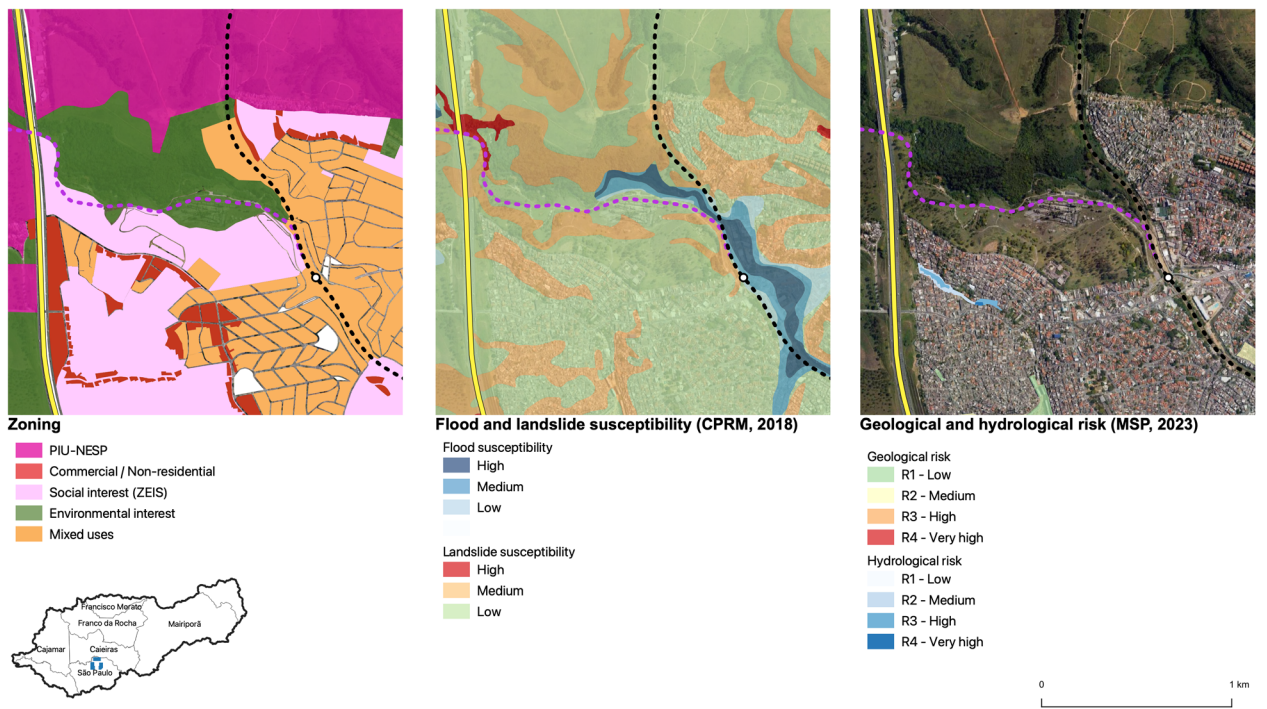 Zoning
PIU-NESP
Commercial / Non-residential
Social interest (ZEIS)
Environmental interest
Mixed uses
Francisco Morato
Franco da Rocha
Mairiporã
Cajamar
Caieiras
São Paulo
Flood and landslide susceptibility (CPRM, 2018)
Flood susceptibility
High
Medium
Low
Landslide susceptibility
High
Medium
Low
Geological and hydrological risk (MSP, 2023)
Geological risk
R1 - Low
R2 - Medium
R3 - High
R4 - Very high
Hydrological risk
R1 - Low
R2 - Medium
R3 - High
R4 - Very high
0 1 km